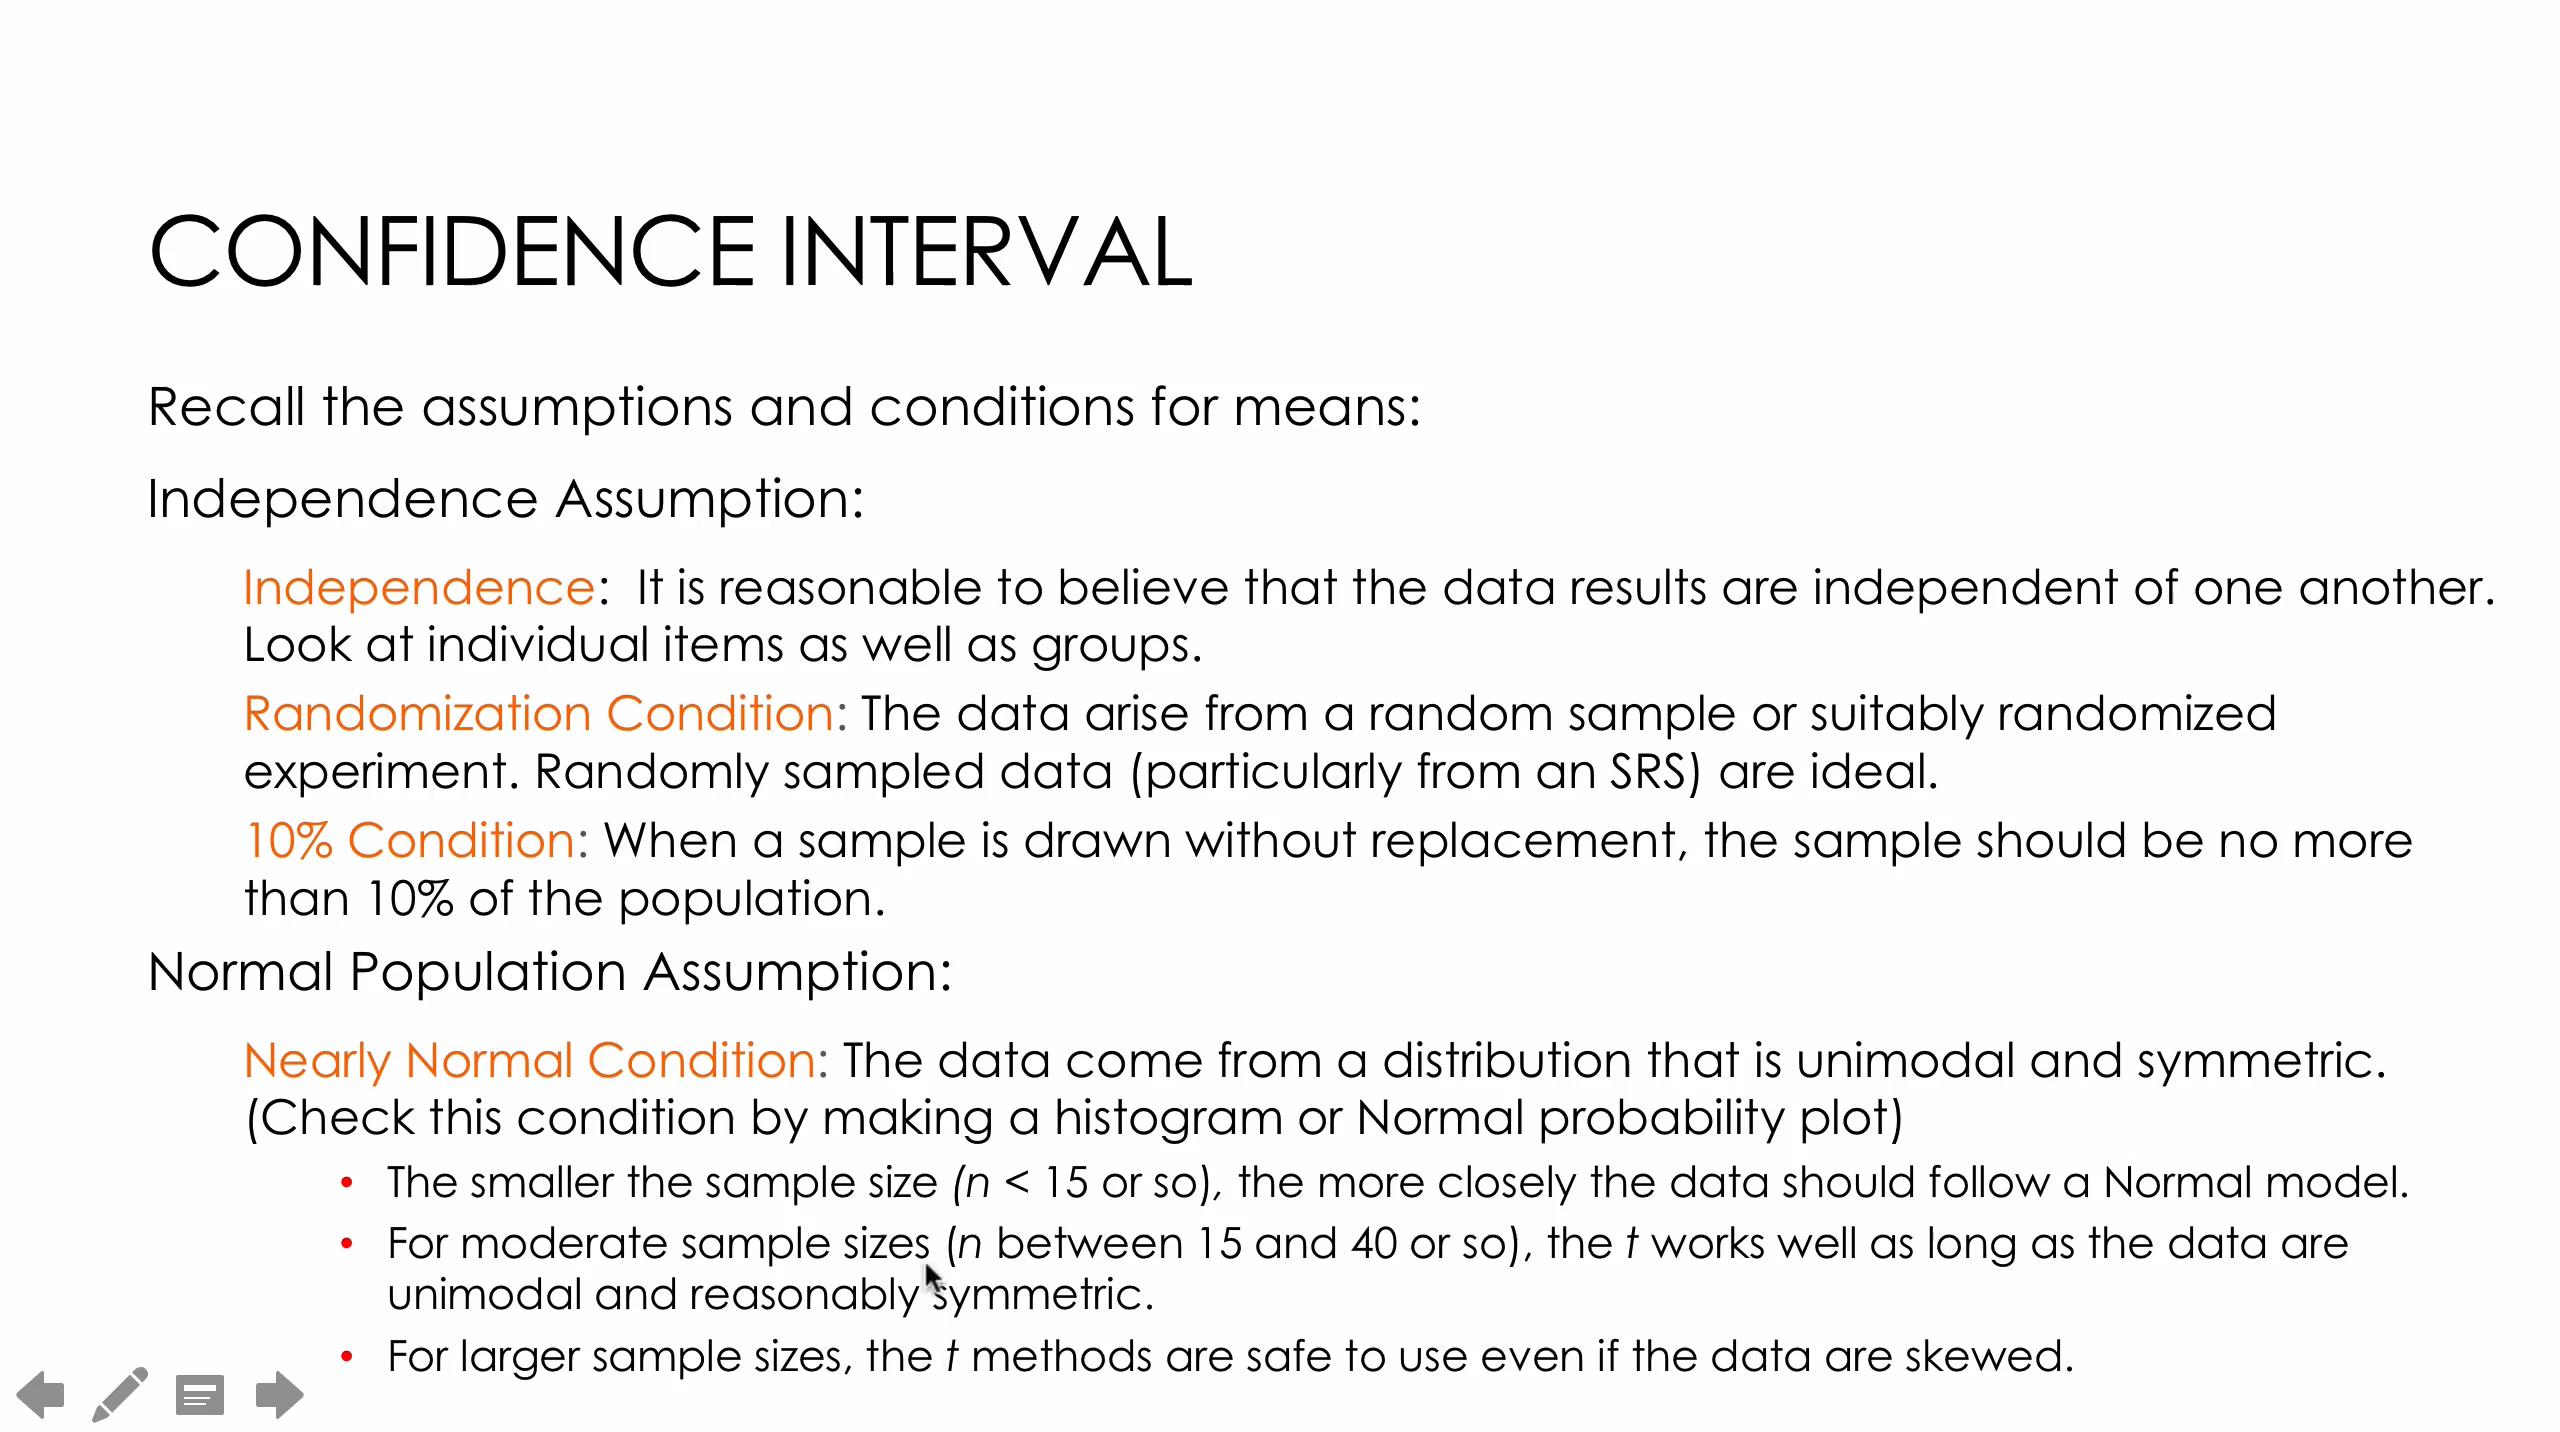 CONFIDENCE INTERVAL
Recall the assumptions and conditions for means:
Independence Assumption:
Independence:  It is reasonable to believe that the data results are independent of one another.
Look at individual items as well as groups.
Randomization Condition: The data arise from a random sample or suitably randomized
experiment. Randomly sampled data (particularly from an SRS) are ideal.
10% Condition: When a sample is drawn without replacement, the sample should be no more
than 10% of the population.
Normal Population Assumption:
Nearly Normal Condition: The data come from a distribution that is unimodal and symmetric.
(Check this condition by making a histogram or Normal probability plot)
• The smaller the sample size (n < 15 or so), the more closely the data should follow a Normal model.
• For moderate sample sizes (n between 15 and 40 or so), the t works well as long as the data are
unimodal and reasonably symmetric.
• For larger sample sizes, the t methods are safe to use even if the data are skewed.